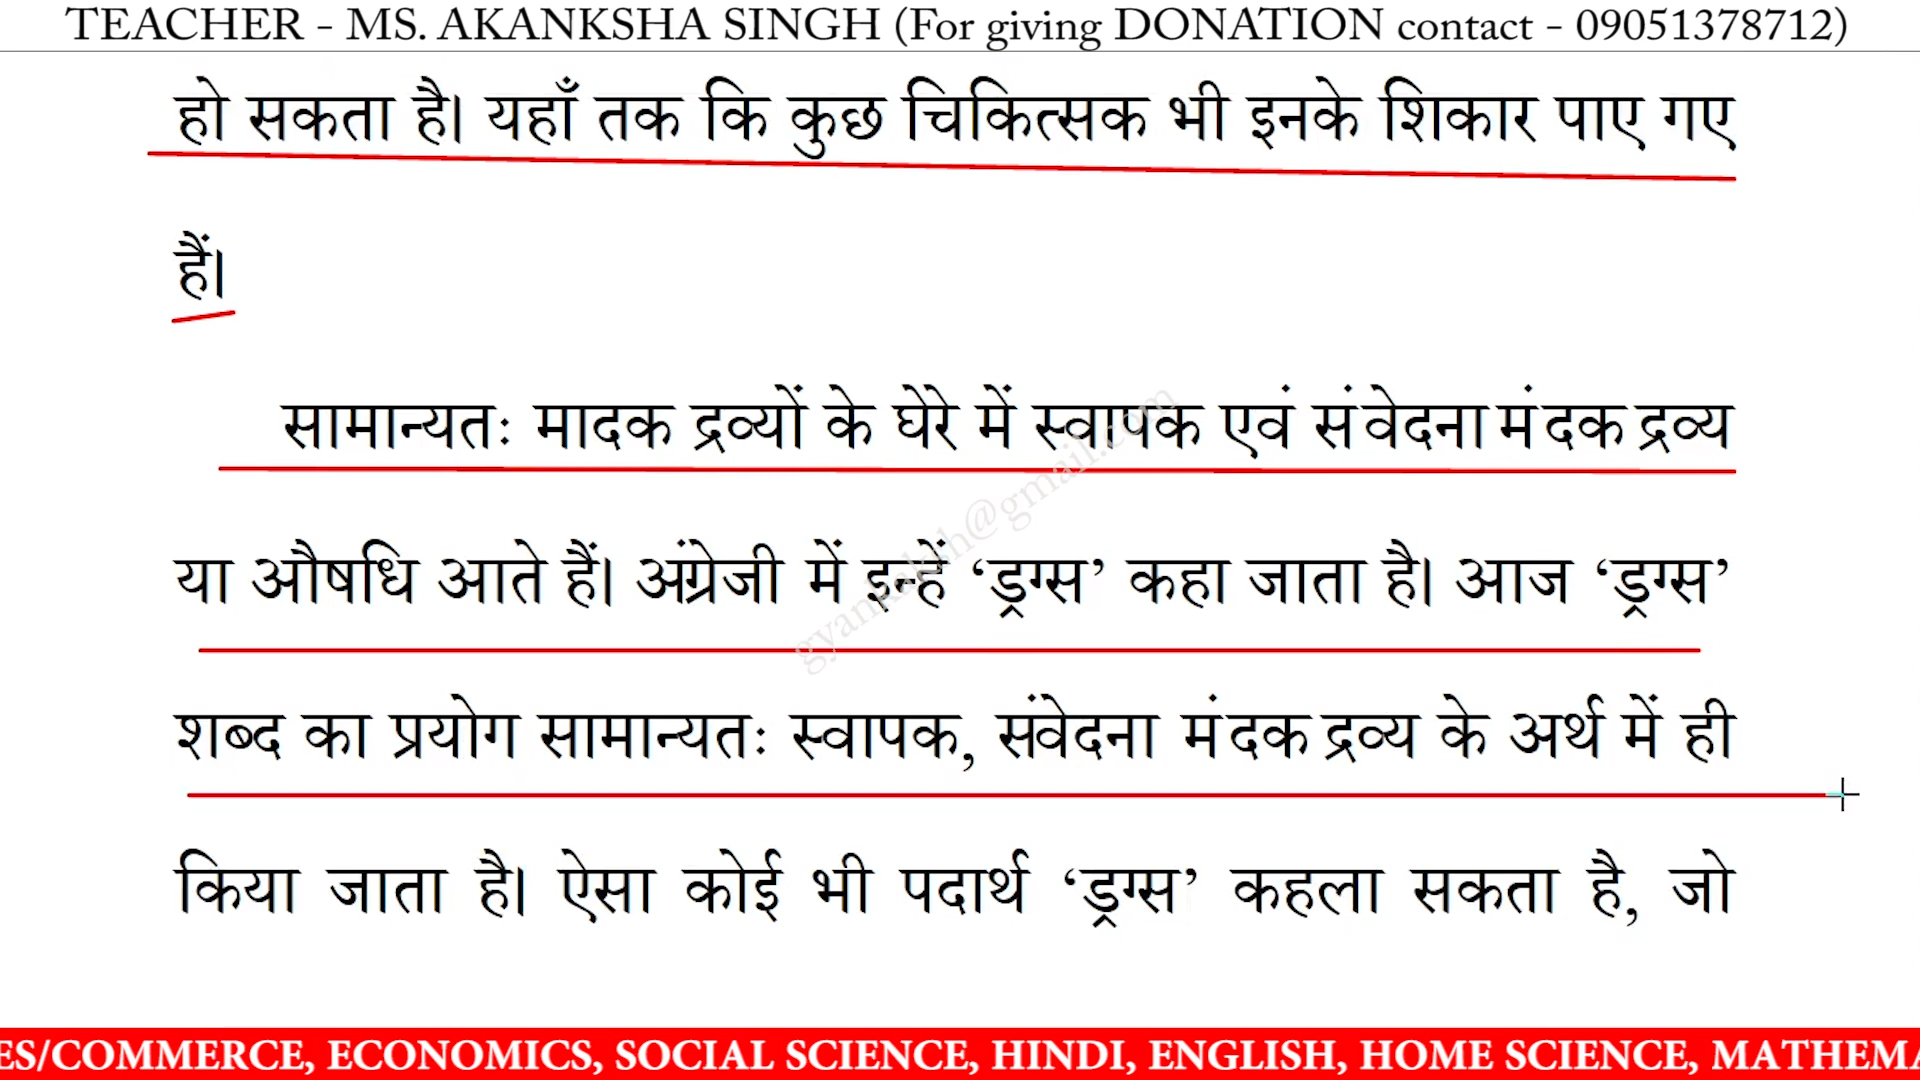 TEACHER - MS. AKANKSHA SINGH (For giving DONATION contact - 09051378712)
हो सकता है। यहाँ तक कि कुछ चिकित्सक भी इनके शिकार पाए गए
हैं।
सामान्यतः मादक द्रव्यों के घेरे में स्वापक एवं संवेदना मंदक द्रव्य
या औषधि आते हैं। अंग्रेजी में इन्हें ‘ड्रग्स’ कहा जाता है। आज ‘ड्रग्स’
शब्द का प्रयोग सामान्यतः स्वापक, संवेदना मंदक द्रव्य के अर्थ में ही
किया जाता है। ऐसा कोई भी पदार्थ ‘ड्रग्स’ कहला सकता है, जो
ES/COMMERCE, ECONOMICS, SOCIAL SCIENCE, HINDI, ENGLISH, HOME SCIENCE, MATHEMA